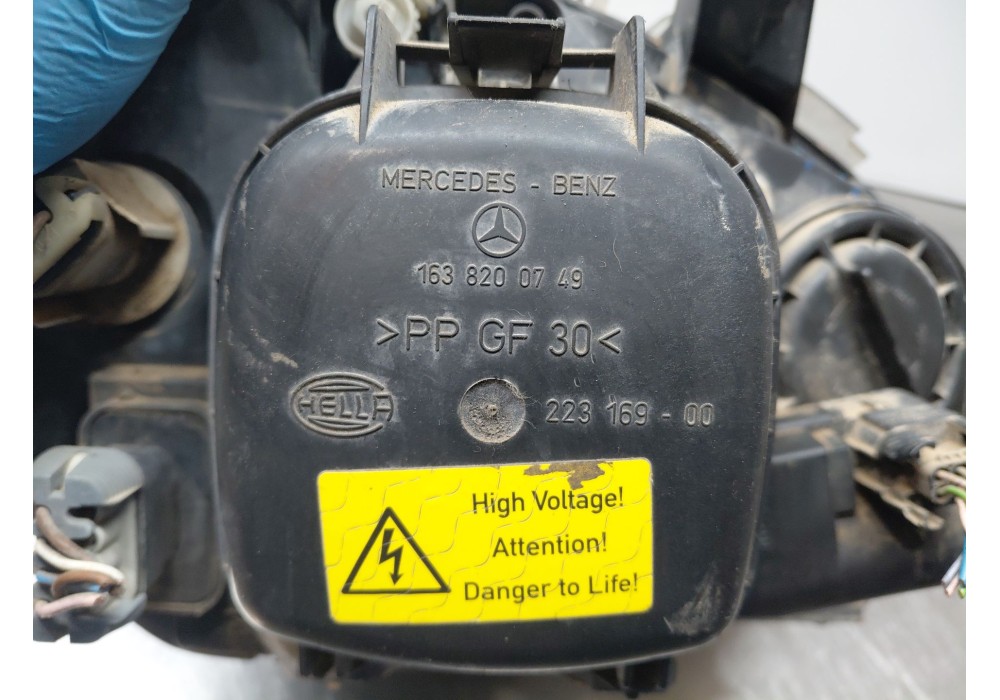 MERCEDES - BENZ
163 820 07 49
>PP GF 30<
HELLA
223 169 - 00
High Voltage!
Attention!
Danger to Life!